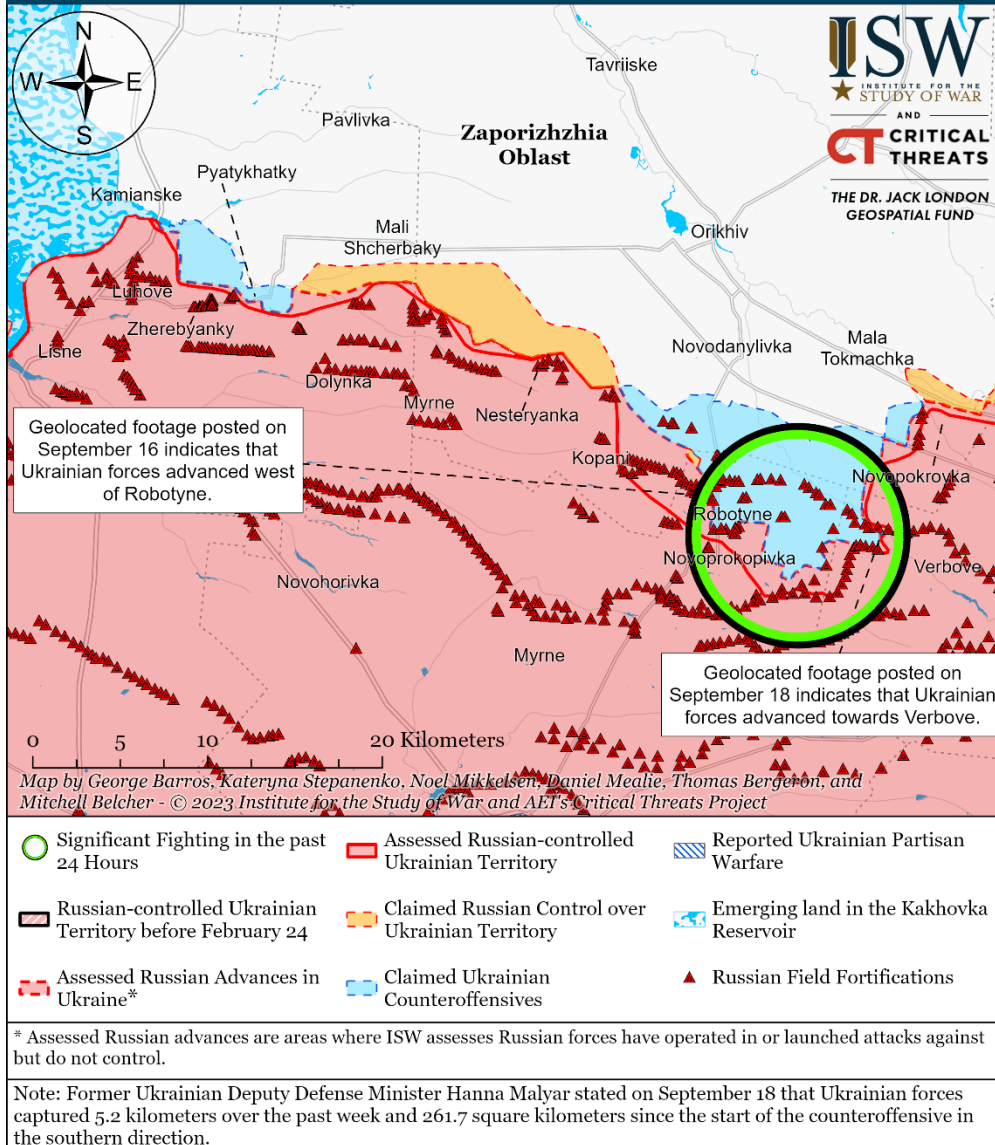 N
W
E
S
ISW
INSTITUTE FOR THE
STUDY OF WAR
AND
CT CRITICAL
THREATS
THE DR. JACK LONDON
GEOSPATIAL FUND
Tavriiske
Pavlivka
Zaporizhzhia
Oblast
Pyatykhatky
Kamianske
Mali
Shcherbaky
Orikhiv
Luhove
Zherebyanky
Lisne
Novodanylivka
Mala
Tokmachka
Dolynka
Myrne
Nesteryanka
Geolocated footage posted on
September 16 indicates that
Ukrainian forces advanced west
of Robotyne.
Kopani
Novopokrovka
Robotyne
Novoprokopivka
Verbove
Novohorivka
Myrne
Geolocated footage posted on
September 18 indicates that Ukrainian
forces advanced towards Verbove.
0 5 10 20 Kilometers
Map by George Barros, Kateryna Stepanenko, Noel Mikkelsen, Daniel Mealie, Thomas Bergeron, and
Mitchell Belcher - © 2023 Institute for the Study of War and AEI's Critical Threats Project
Significant Fighting in the past
24 Hours
Russian-controlled Ukrainian
Territory before February 24
Assessed Russian Advances in
Ukraine*
Assessed Russian-controlled
Ukrainian Territory
Claimed Russian Control over
Ukrainian Territory
Claimed Ukrainian
Counteroffensives
Reported Ukrainian Partisan
Warfare
Emerging land in the Kakhovka
Reservoir
Russian Field Fortifications
* Assessed Russian advances are areas where ISW assesses Russian forces have operated in or launched attacks against
but do not control.
Note: Former Ukrainian Deputy Defense Minister Hanna Malyar stated on September 18 that Ukrainian forces
captured 5.2 kilometers over the past week and 261.7 square kilometers since the start of the counteroffensive in
the southern direction.